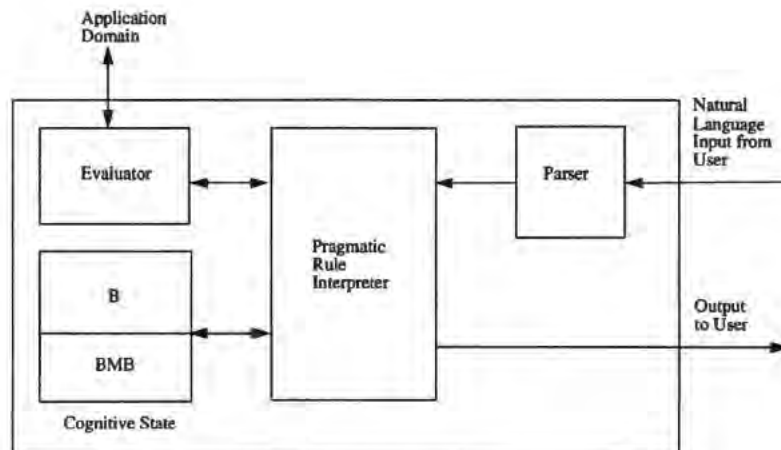 Application
Domain
Natural
Language
Input from
User
Evaluator
Parser
Pragmatic
Rule
Interpreter
B
BMB
Output
to User
Cognitive State